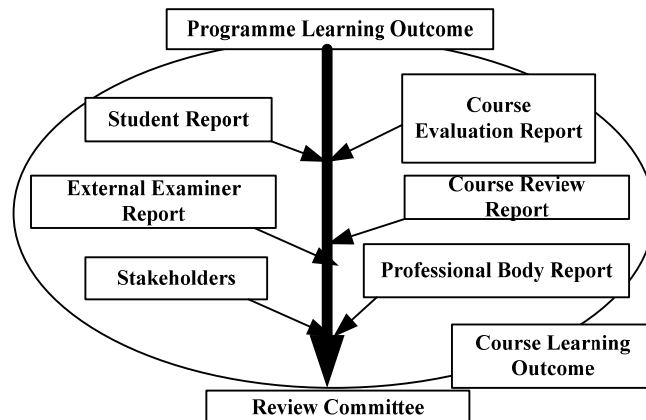 Programme Learning Outcome
Student Report
Course
Evaluation Report
External Examiner
Report
Course Review
Report
Stakeholders
Professional Body Report
Course Learning
Outcome
Review Committee